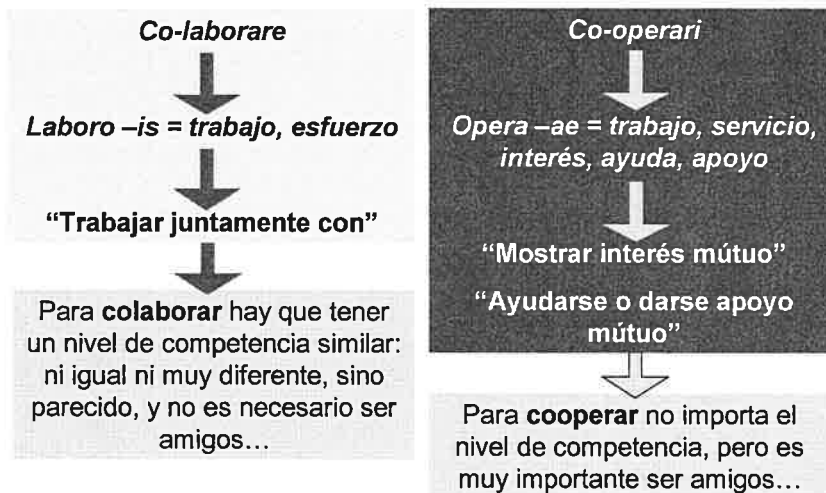 Co-laborare
Laboro –is = trabajo, esfuerzo
“Trabajar juntamente con”
Para colaborar hay que tener
un nivel de competencia similar:
ni igual ni muy diferente, sino
parecido, y no es necesario ser
amigos…
Co-operari
Opera –ae = trabajo, servicio,
interés, ayuda, apoyo
“Mostrar interés mútuo”
“Ayudarse o darse apoyo
mútuo”
Para cooperar no importa el
nivel de competencia, pero es
muy importante ser amigos…